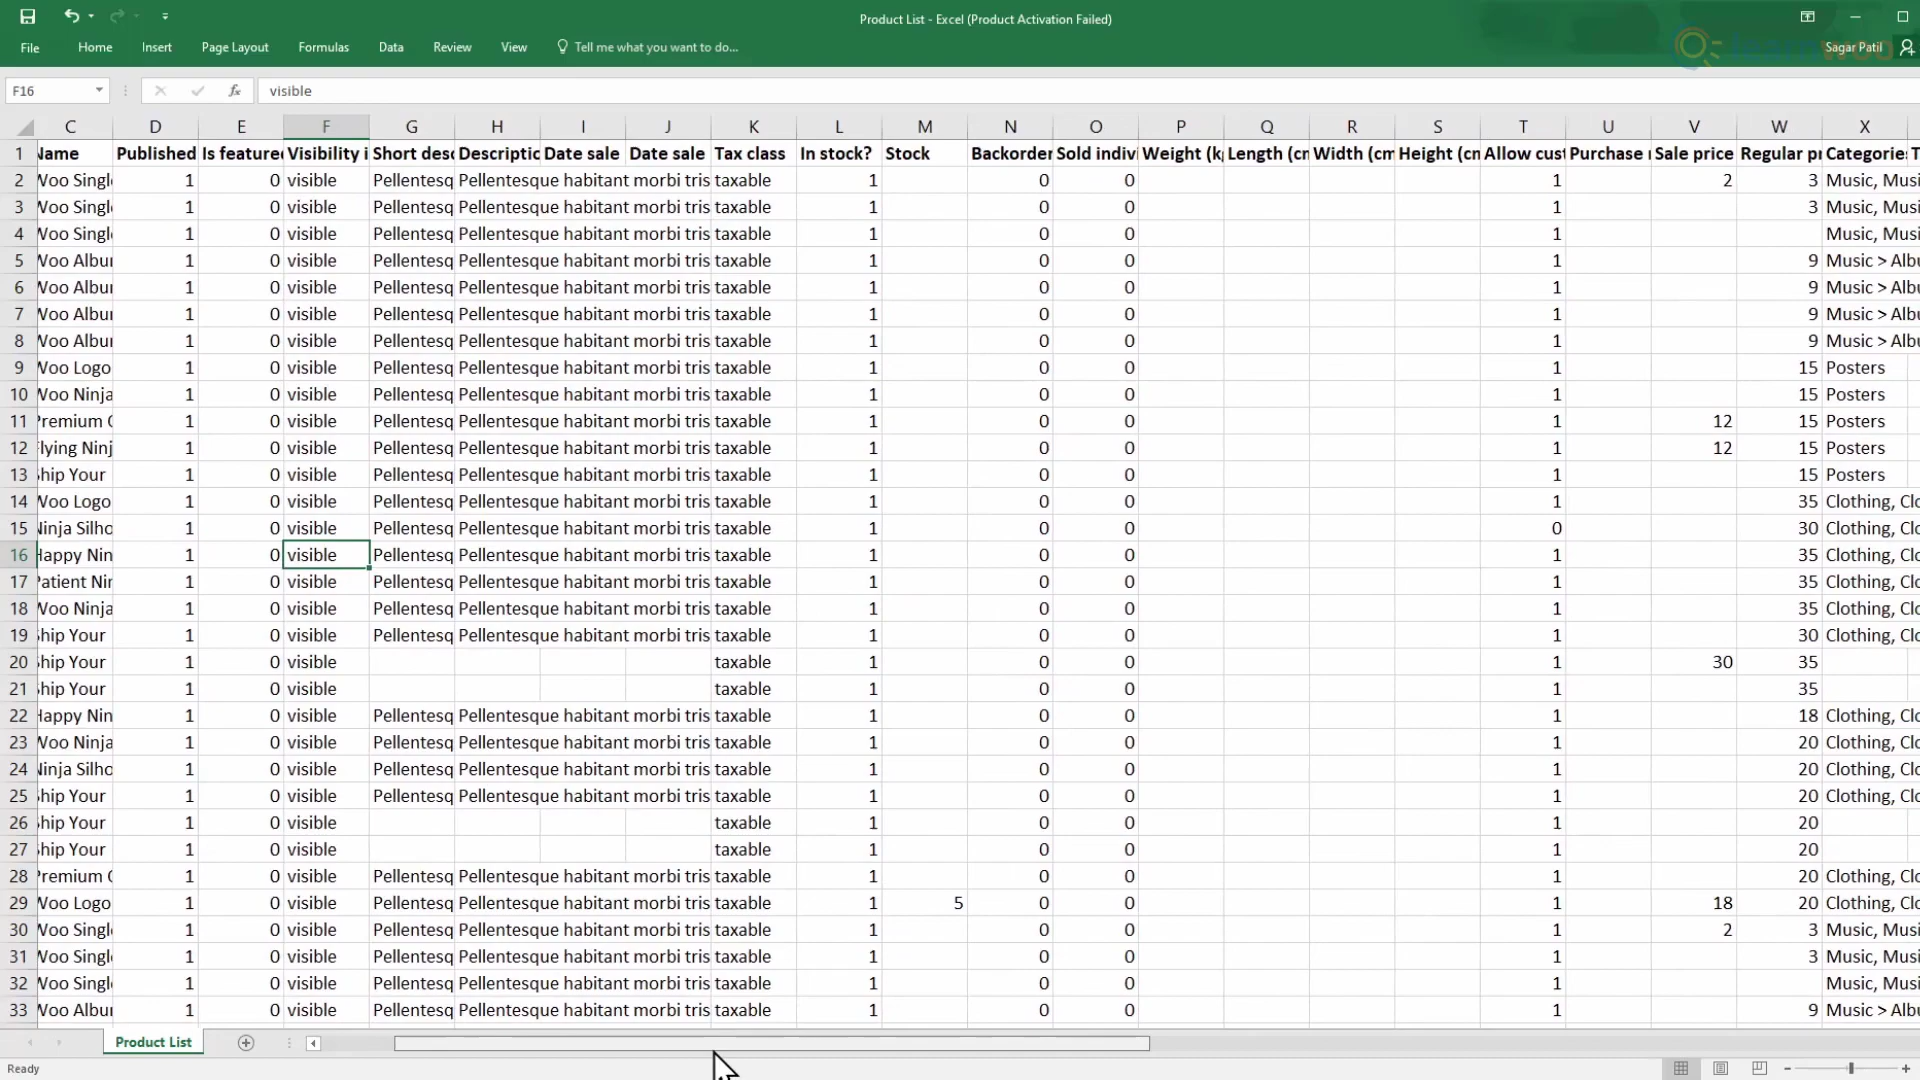 Product List - Excel (Product Activation Failed)
File Home Insert Page Layout Formulas Data Review View Tell me what you want to do... Sagar Patil
F16 fx visible
C D E F G H I J K L M N O P Q R S T U V W X
1 Name Published Is feature Visibility i Short desc Descriptio Date sale Date sale Tax class In stock? Stock Backorder Sold indivi Weight (kg Length (cm Width (cm Height (cm Allow cust Purchase Sale price Regular pr Categories T
2 Woo Singl 1 0 visible Pellentesq Pellentesque habitant morbi tris taxable 1 0 0 1 2 3 Music, Musi
3 Woo Singl 1 0 visible Pellentesq Pellentesque habitant morbi tris taxable 1 0 0 1 3 Music, Musi
4 Woo Singl 1 0 visible Pellentesq Pellentesque habitant morbi tris taxable 1 0 0 1 Music, Musi
5 Woo Albu 1 0 visible Pellentesq Pellentesque habitant morbi tris taxable 1 0 0 1 9 Music > Albu
6 Woo Albu 1 0 visible Pellentesq Pellentesque habitant morbi tris taxable 1 0 0 1 9 Music > Albu
7 Woo Albu 1 0 visible Pellentesq Pellentesque habitant morbi tris taxable 1 0 0 1 9 Music > Albu
8 Woo Albu 1 0 visible Pellentesq Pellentesque habitant morbi tris taxable 1 0 0 1 9 Music > Albu
9 Woo Logo 1 0 visible Pellentesq Pellentesque habitant morbi tris taxable 1 0 0 1 15 Posters
10 Woo Ninja 1 0 visible Pellentesq Pellentesque habitant morbi tris taxable 1 0 0 1 15 Posters
11 Premium 1 0 visible Pellentesq Pellentesque habitant morbi tris taxable 1 0 0 1 12 15 Posters
12 Flying Ninj 1 0 visible Pellentesq Pellentesque habitant morbi tris taxable 1 0 0 1 12 15 Posters
13 Ship Your 1 0 visible Pellentesq Pellentesque habitant morbi tris taxable 1 0 0 1 15 Posters
14 Woo Logo 1 0 visible Pellentesq Pellentesque habitant morbi tris taxable 1 0 0 1 35 Clothing, Clo
15 Ninja Silho 1 0 visible Pellentesq Pellentesque habitant morbi tris taxable 1 0 0 0 30 Clothing, Clo
16 Happy Nin 1 0 visible Pellentesq Pellentesque habitant morbi tris taxable 1 0 0 1 35 Clothing, Clo
17 Patient Nin 1 0 visible Pellentesq Pellentesque habitant morbi tris taxable 1 0 0 1 35 Clothing, Clo
18 Woo Ninja 1 0 visible Pellentesq Pellentesque habitant morbi tris taxable 1 0 0 1 35 Clothing, Clo
19 Ship Your 1 0 visible Pellentesq Pellentesque habitant morbi tris taxable 1 0 0 1 30 Clothing, Clo
20 Ship Your 1 0 visible taxable 1 0 0 1 30 35
21 Ship Your 1 0 visible taxable 1 0 0 1 35
22 Happy Nin 1 0 visible Pellentesq Pellentesque habitant morbi tris taxable 1 0 0 1 18 Clothing, Clo
23 Woo Ninja 1 0 visible Pellentesq Pellentesque habitant morbi tris taxable 1 0 0 1 20 Clothing, Clo
24 Ninja Silho 1 0 visible Pellentesq Pellentesque habitant morbi tris taxable 1 0 0 1 20 Clothing, Clo
25 Ship Your 1 0 visible Pellentesq Pellentesque habitant morbi tris taxable 1 0 0 1 20 Clothing, Clo
26 Ship Your 1 0 visible taxable 1 0 0 1 20
27 Ship Your 1 0 visible taxable 1 0 0 1 20
28 Premium 1 0 visible Pellentesq Pellentesque habitant morbi tris taxable 1 0 0 1 20 Clothing, Clo
29 Woo Logo 1 0 visible Pellentesq Pellentesque habitant morbi tris taxable 1 5 0 0 1 18 20 Clothing, Clo
30 Woo Singl 1 0 visible Pellentesq Pellentesque habitant morbi tris taxable 1 0 0 1 2 3 Music, Musi
31 Woo Singl 1 0 visible Pellentesq Pellentesque habitant morbi tris taxable 1 0 0 1 3 Music, Musi
32 Woo Singl 1 0 visible Pellentesq Pellentesque habitant morbi tris taxable 1 0 0 1 Music, Musi
33 Woo Albu 1 0 visible Pellentesq Pellentesque habitant morbi tris taxable 1 0 0 1 9 Music > Albu
Product List
Ready